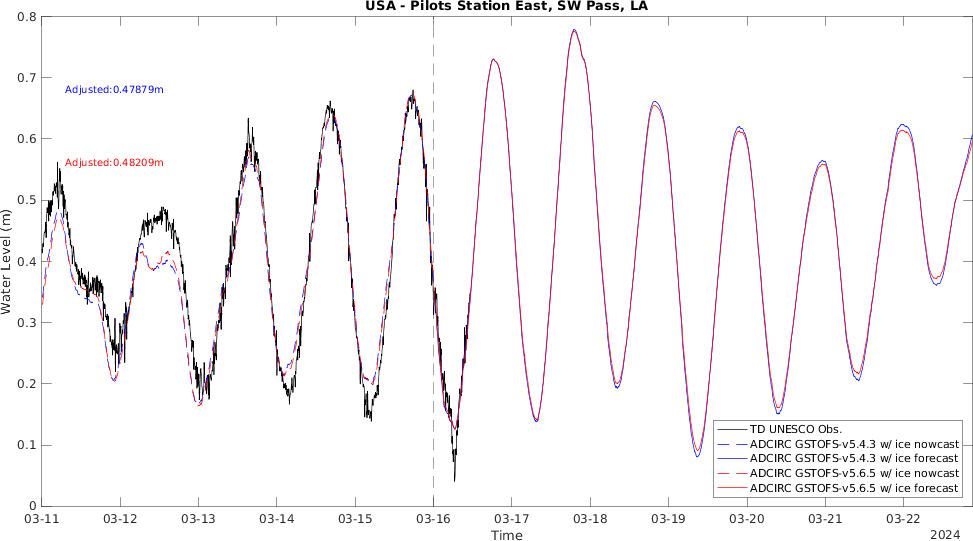 USA - Pilots Station East, SW Pass, LA
0.8
0.7
0.6
0.5
0.4
0.3
0.2
0.1
0
Water Level (m)
Adjusted:0.47879m
Adjusted:0.48209m
TD UNESCO Obs.
ADCIRC GSTOFS-v5.4.3 w/ ice nowcast
ADCIRC GSTOFS-v5.4.3 w/ ice forecast
ADCIRC GSTOFS-v5.6.5 w/ ice nowcast
ADCIRC GSTOFS-v5.6.5 w/ ice forecast
03-11 03-12 03-13 03-14 03-15 03-16 03-17 03-18 03-19 03-20 03-21 03-22
Time
2024